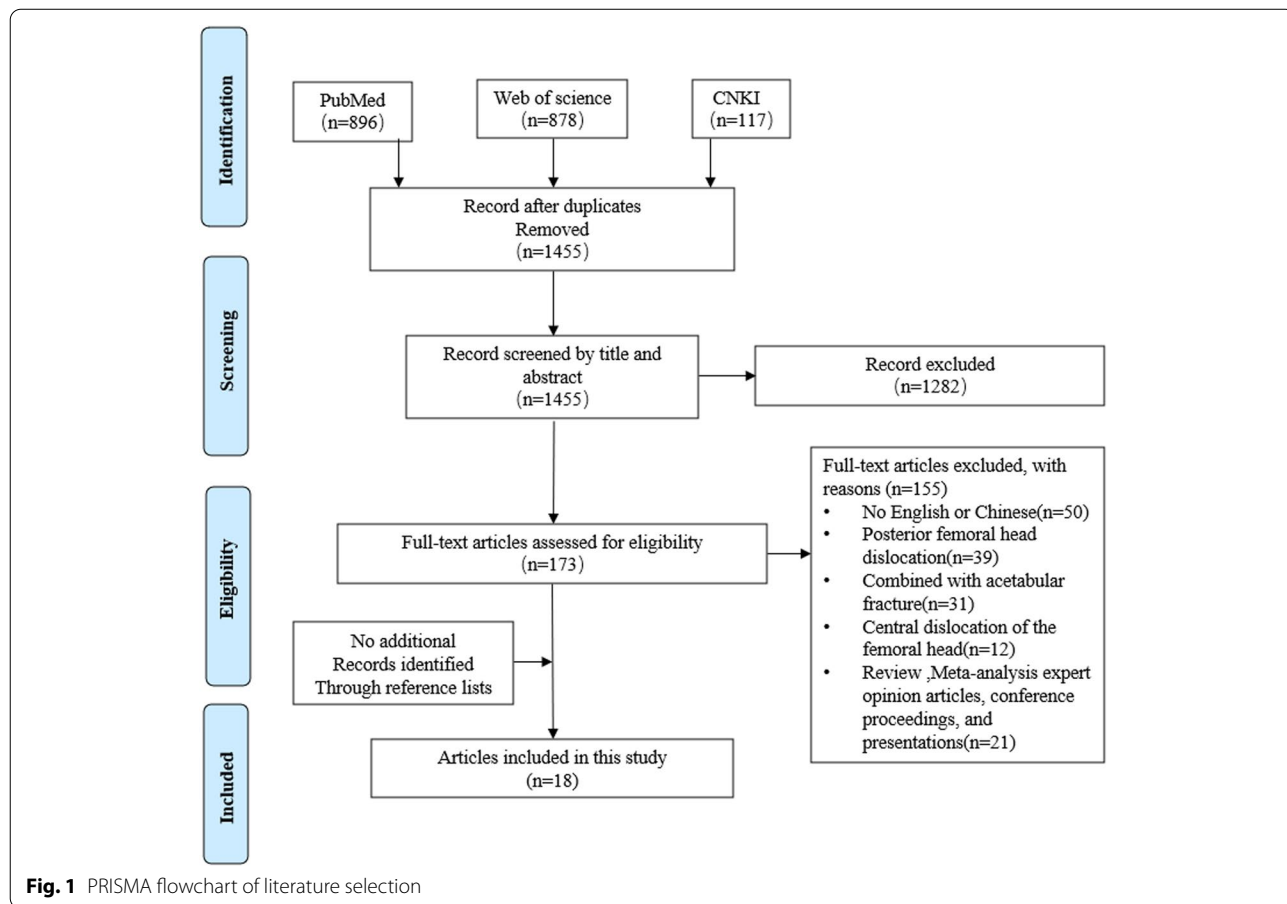 Identification
PubMed
(n=896)
Web of science
(n=878)
CNKI
(n=117)
Record after duplicates
Removed
(n=1455)
Screening
Record screened by title and
abstract
(n=1455)
Record excluded
(n=1282)
Eligibility
Full-text articles assessed for eligibility
(n=173)
Full-text articles excluded, with
reasons (n=155)
• No English or Chinese(n=50)
• Posterior femoral head
dislocation(n=39)
• Combined with acetabular
fracture(n=31)
• Central dislocation of the
femoral head(n=12)
• Review ,Meta-analysis expert
opinion articles, conference
proceedings, and
presentations(n=21)
No additional
Records identified
Through reference lists
Included
Articles included in this study
(n=18)
Fig. 1 PRISMA flowchart of literature selection